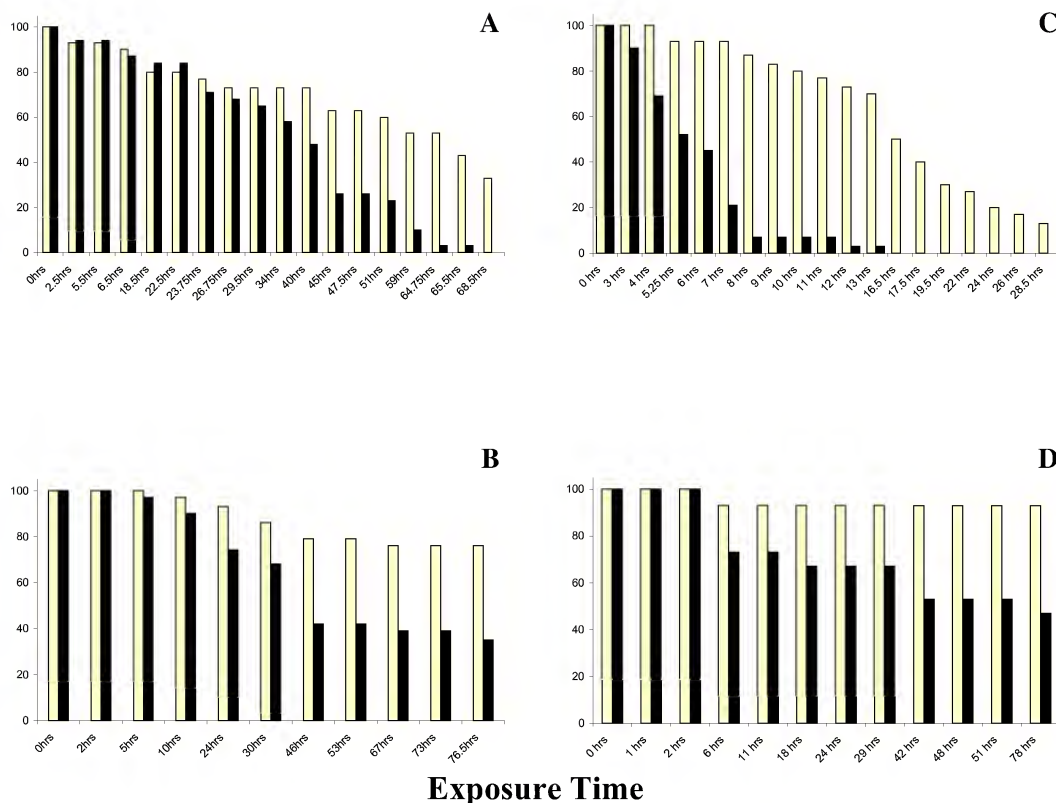 A
100
80
60
40
20
0
0hrs 2.5hrs 5.5hrs 6.5hrs 18.5hrs 22.5hrs 23.75hrs 26.75hrs 29.5hrs 34hrs 40hrs 45hrs 47.5hrs 51hrs 59hrs 64.75hrs 65.5hrs 68.5hrs
C
100
80
60
40
20
0
0 hrs 3 hrs 4 hrs 5.25 hrs 6 hrs 7 hrs 8 hrs 9 hrs 10 hrs 11 hrs 12 hrs 13 hrs 16.5 hrs 17.5 hrs 19.5 hrs 22 hrs 24 hrs 26 hrs 28.5 hrs
B
100
80
60
40
20
0
0hrs 2hrs 5hrs 10hrs 24hrs 30hrs 46hrs 53hrs 67hrs 73hrs 76.5hrs
D
100
80
60
40
20
0
0 hrs 1 hrs 2 hrs 6 hrs 11 hrs 18 hrs 24 hrs 29 hrs 42 hrs 48 hrs 51 hrs 78 hrs
Exposure Time